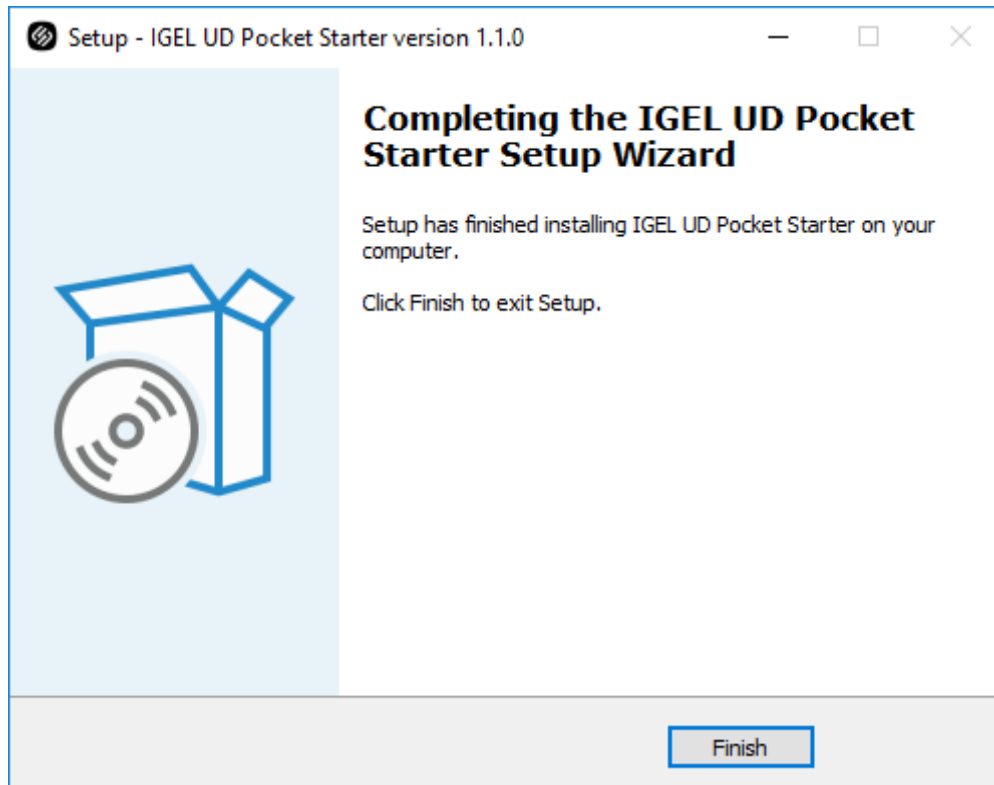 Setup - IGEL UD Pocket Starter version 1.1.0
Completing the IGEL UD Pocket
Starter Setup Wizard
Setup has finished installing IGEL UD Pocket Starter on your
computer.
Click Finish to exit Setup.
Finish